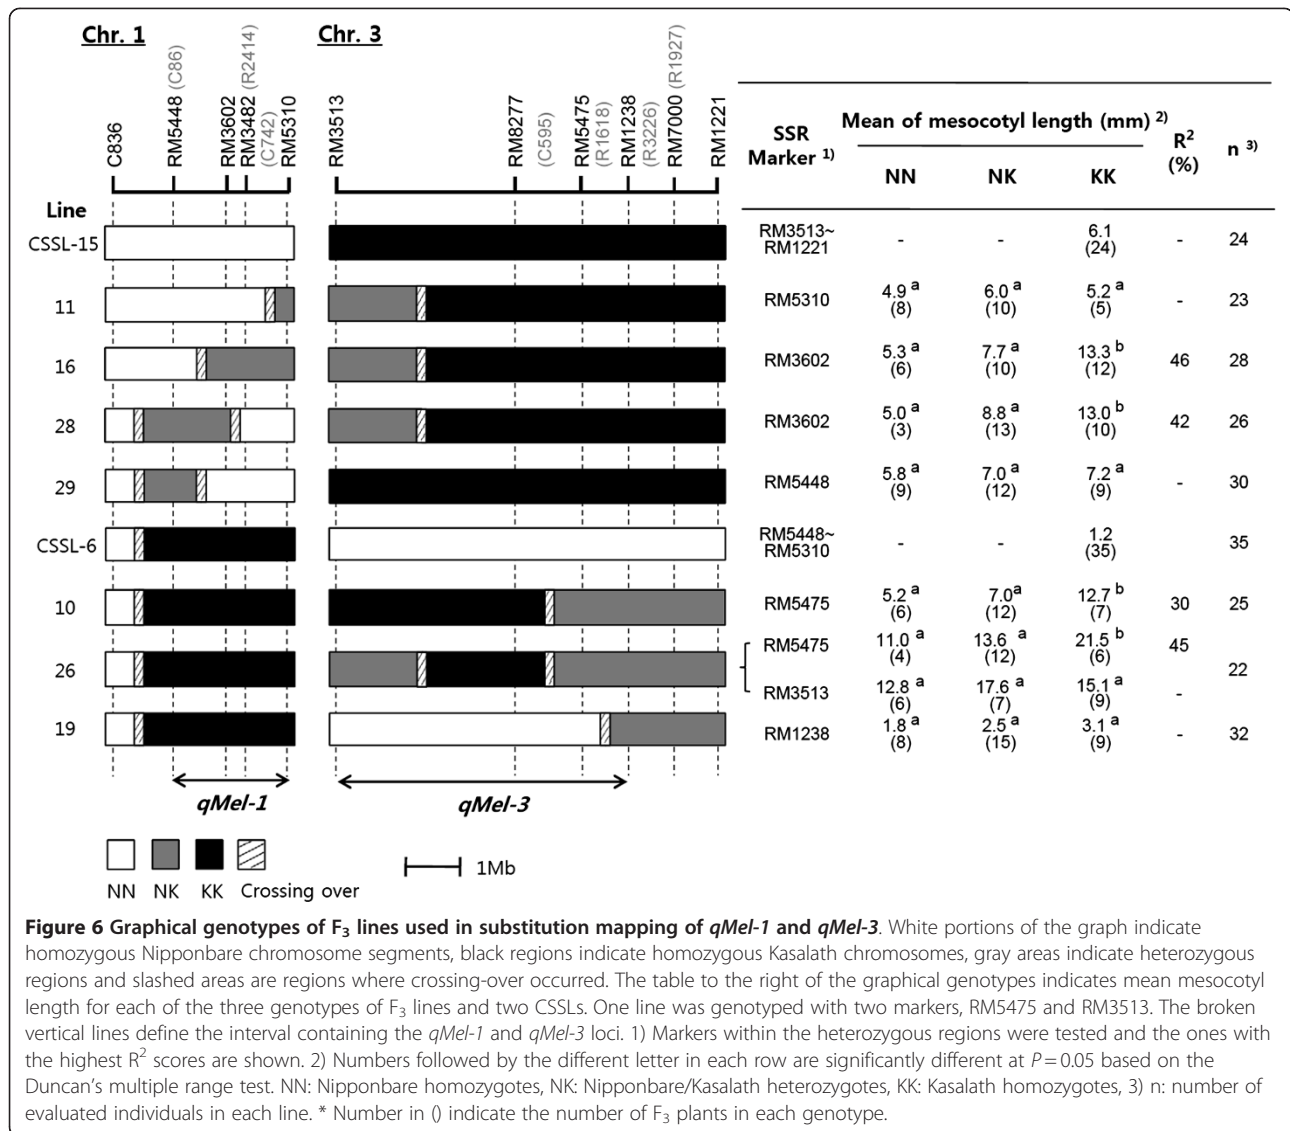 Chr. 1
Chr. 3
C836
RM5448 (C86)
RM3602
RM3482 (R2414)
(C742)
RM5310
RM3513
RM8277
(C595)
RM5475
(R1618)
RM1238
(R3226)
RM7000 (R1927)
RM1221
SSR Marker 1)
Mean of mesocotyl length (mm) 2)
R2 (%)
n 3)
NN NK KK
Line
CSSL-15 RM3513~ RM1221 - - 6.1 (24) - 24
11 RM5310 4.9 a (8) 6.0 a (10) 5.2 a (5) - 23
16 RM3602 5.3 a (6) 7.7 a (10) 13.3 b (12) 46 28
28 RM3602 5.0 a (3) 8.8 a (13) 13.0 b (10) 42 26
29 RM5448 5.8 a (9) 7.0 a (12) 7.2 a (9) - 30
CSSL-6 RM5448~ RM5310 - - 1.2 (35) 35
10 RM5475 5.2 a (6) 7.0 a (12) 12.7 b (7) 30 25
26 RM5475 11.0 a (4) 13.6 a (12) 21.5 b (6) 45 22
RM3513 12.8 a (6) 17.6 a (7) 15.1 a (9) -
19 RM1238 1.8 a (8) 2.5 a (15) 3.1 a (9) - 32
qMel-1
qMel-3
NN NK KK Crossing over
1Mb
Figure 6 Graphical genotypes of F3 lines used in substitution mapping of qMel-1 and qMel-3. White portions of the graph indicate
homozygous Nipponbare chromosome segments, black regions indicate homozygous Kasalath chromosomes, gray areas indicate heterozygous
regions and slashed areas are regions where crossing-over occurred. The table to the right of the graphical genotypes indicates mean mesocotyl
length for each of the three genotypes of F3 lines and two CSSLs. One line was genotyped with two markers, RM5475 and RM3513. The broken
vertical lines define the interval containing the qMel-1 and qMel-3 loci. 1) Markers within the heterozygous regions were tested and the ones with
the highest R2 scores are shown. 2) Numbers followed by the different letter in each row are significantly different at P = 0.05 based on the
Duncan's multiple range test. NN: Nipponbare homozygotes, NK: Nipponbare/Kasalath heterozygotes, KK: Kasalath homozygotes, 3) n: number of
evaluated individuals in each line. * Number in () indicate the number of F3 plants in each genotype.